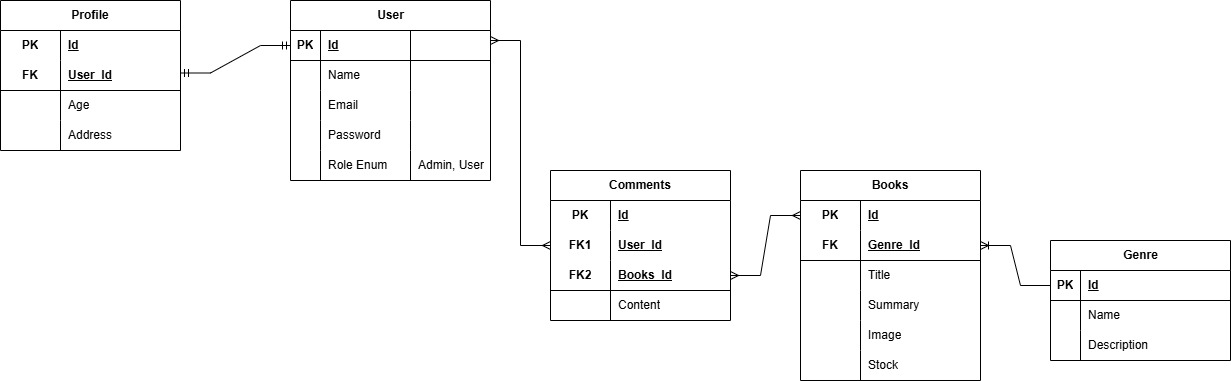 Profile
PK Id
FK User_Id
Age
Address
User
PK Id
Name
Email
Password
Role Enum Admin, User
Comments
PK Id
FK1 User_Id
FK2 Books_Id
Content
Books
PK Id
FK Genre_Id
Title
Summary
Image
Stock
Genre
PK Id
Name
Description